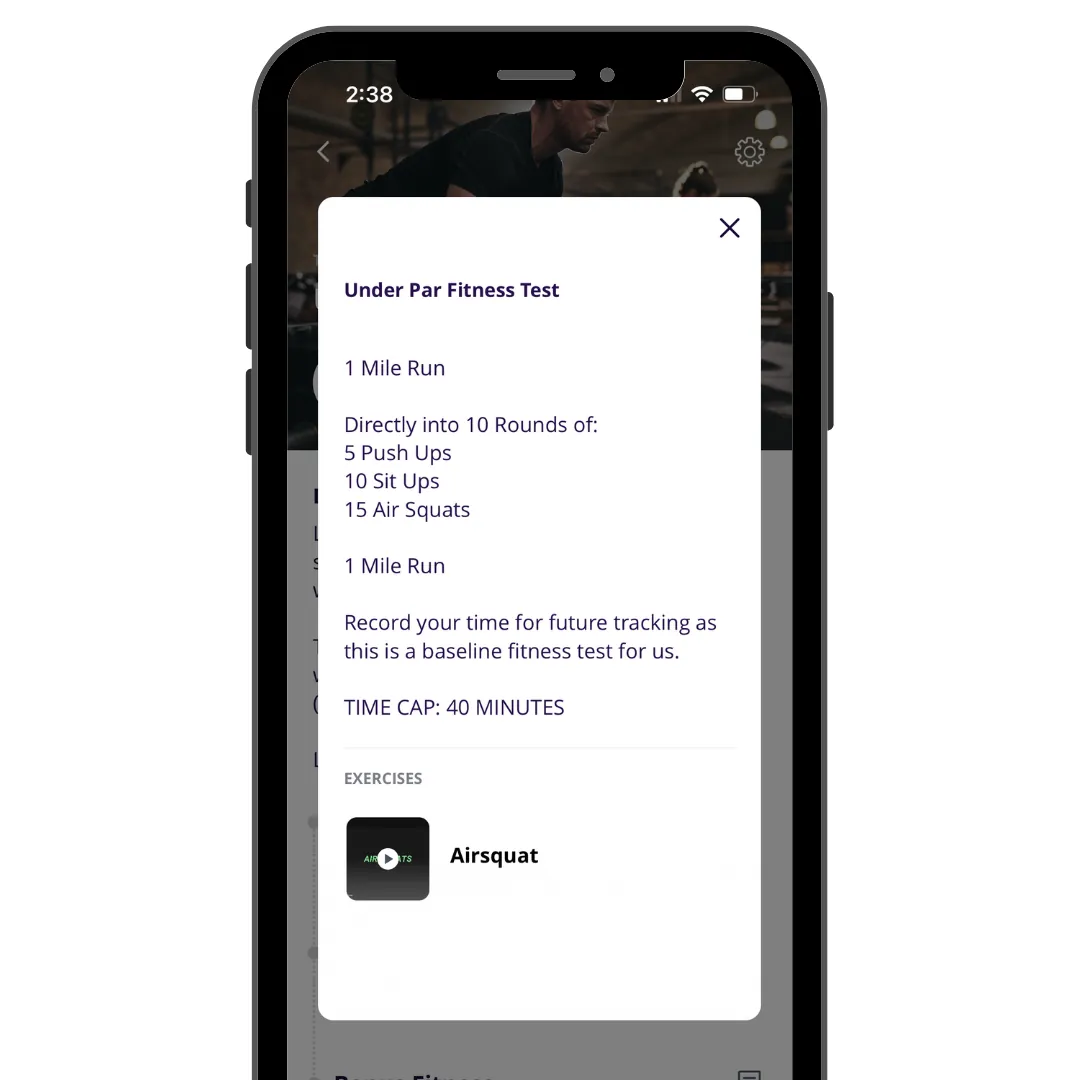 2:38
Under Par Fitness Test
1 Mile Run
Directly into 10 Rounds of:
5 Push Ups
10 Sit Ups
15 Air Squats
1 Mile Run
Record your time for future tracking as
this is a baseline fitness test for us.
TIME CAP: 40 MINUTES
EXERCISES
Airsquat